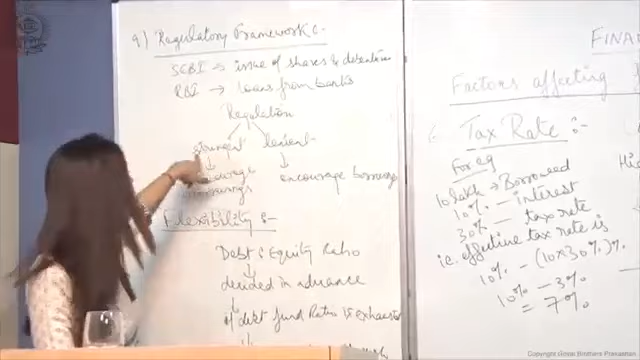 9) Regulatory Framework :-
SEBI → issue of shares & debentures
RBI → loans from banks
Regulation
stringent lenient
↓ ↓
encourage borrowings
borrowings
Flexibility :-
Debt : Equity Ratio
↓
decided in advance
↓
if debt fund Ratio is exhausted
↓
FINA
Factors affecting
Tax Rate :-
For eg
10 lakh → Borrowed
10% — interest
30% — tax rate
i.e. effective tax rate is
10% - (10×30%)%
10% - 3%
= 7%
Copyright Goyal Brothers Prakashan